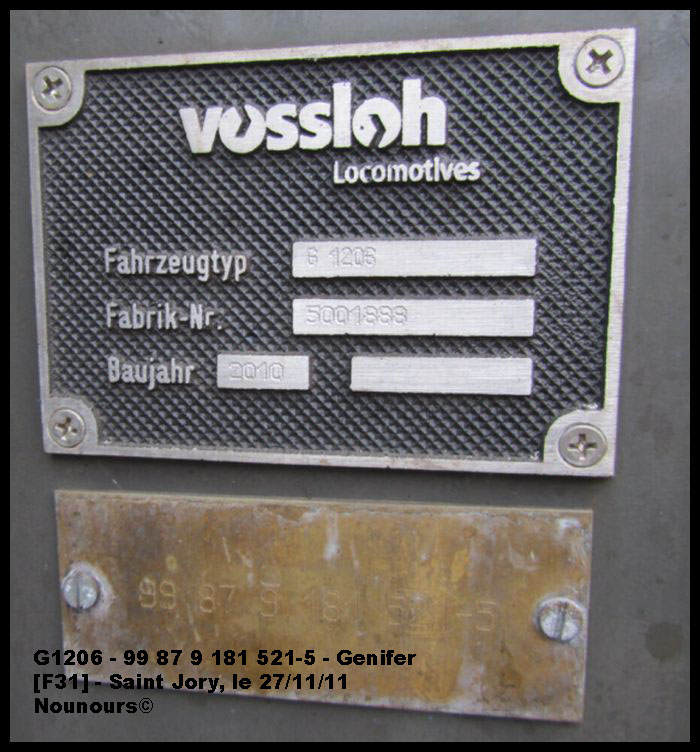 vossloh
Locomotives
Fahrzeugtyp G 1206
Fabrik-Nr. 5001888
Baujahr 2010
99 87 9 181 521-5
G1206 - 99 87 9 181 521-5 - Genifer
[F31] - Saint Jory, le 27/11/11
Nounours©